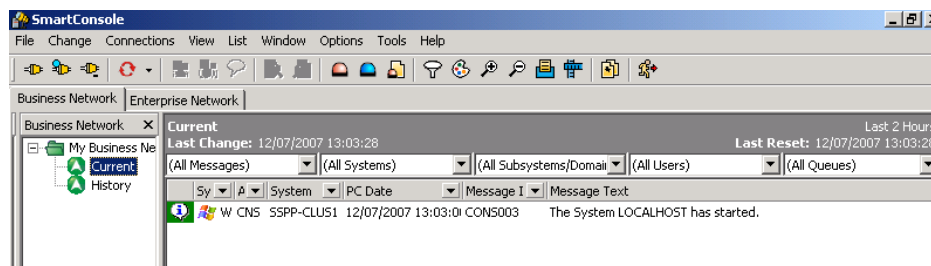 SmartConsole
File Change Connections View List Window Options Tools Help
Business Network Enterprise Network
Business Network X
My Business Ne
Current
History
Current
Last 2 Hours
Last Change: 12/07/2007 13:03:28
Last Reset: 12/07/2007 13:03:28
(All Messages) (All Systems) (All Subsystems/Domai (All Users) (All Queues)
Sy A System PC Date Message I Message Text
W CNS SSPP-CLUS1 12/07/2007 13:03:0 CONS003 The System LOCALHOST has started.